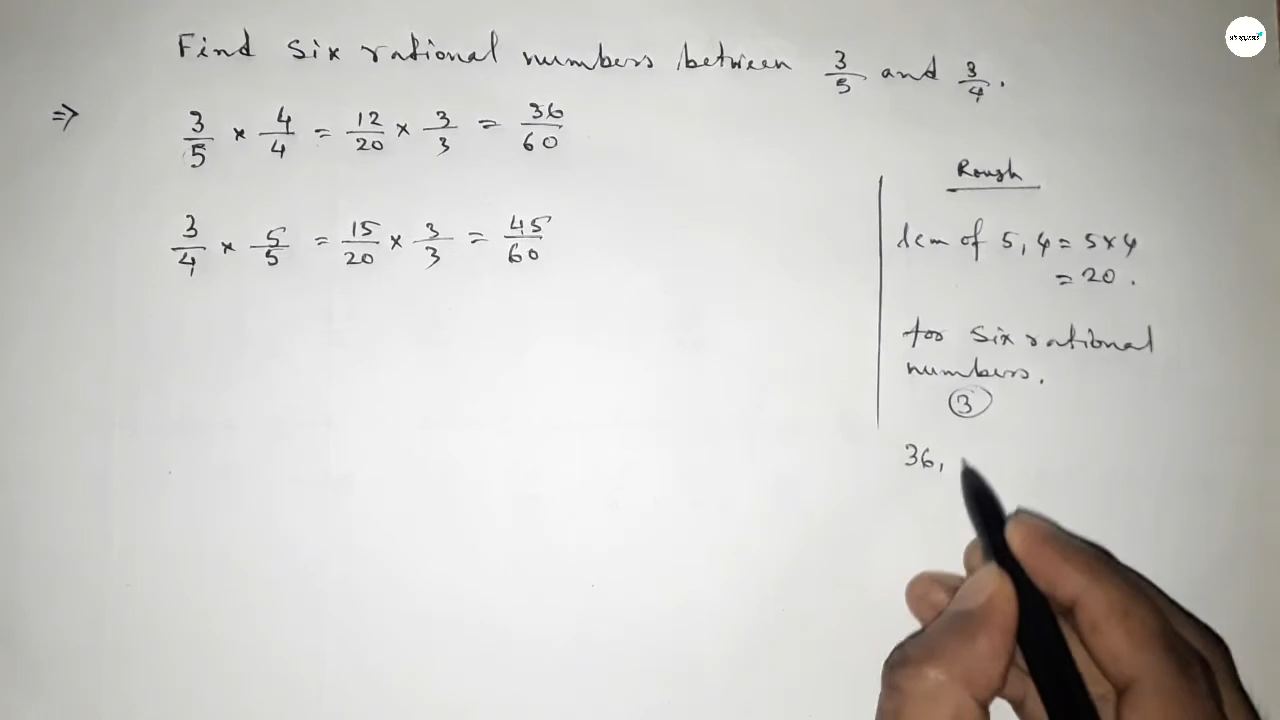 Find six rational numbers between 3/5 and 3/4.
⇒ 3/5 × 4/4 = 12/20 × 3/3 = 36/60
3/4 × 5/5 = 15/20 × 3/3 = 45/60
Rough
lcm of 5, 4 = 5×4
= 20.
for six rational
numbers.
3
36,